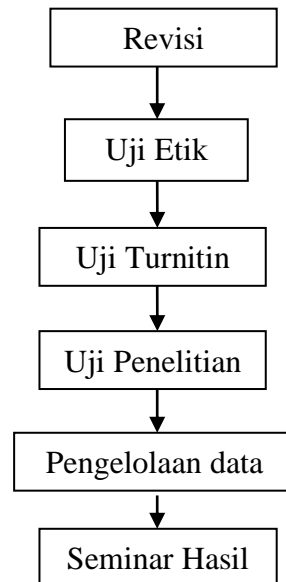 Revisi
Uji Etik
Uji Turnitin
Uji Penelitian
Pengelolaan data
Seminar Hasil